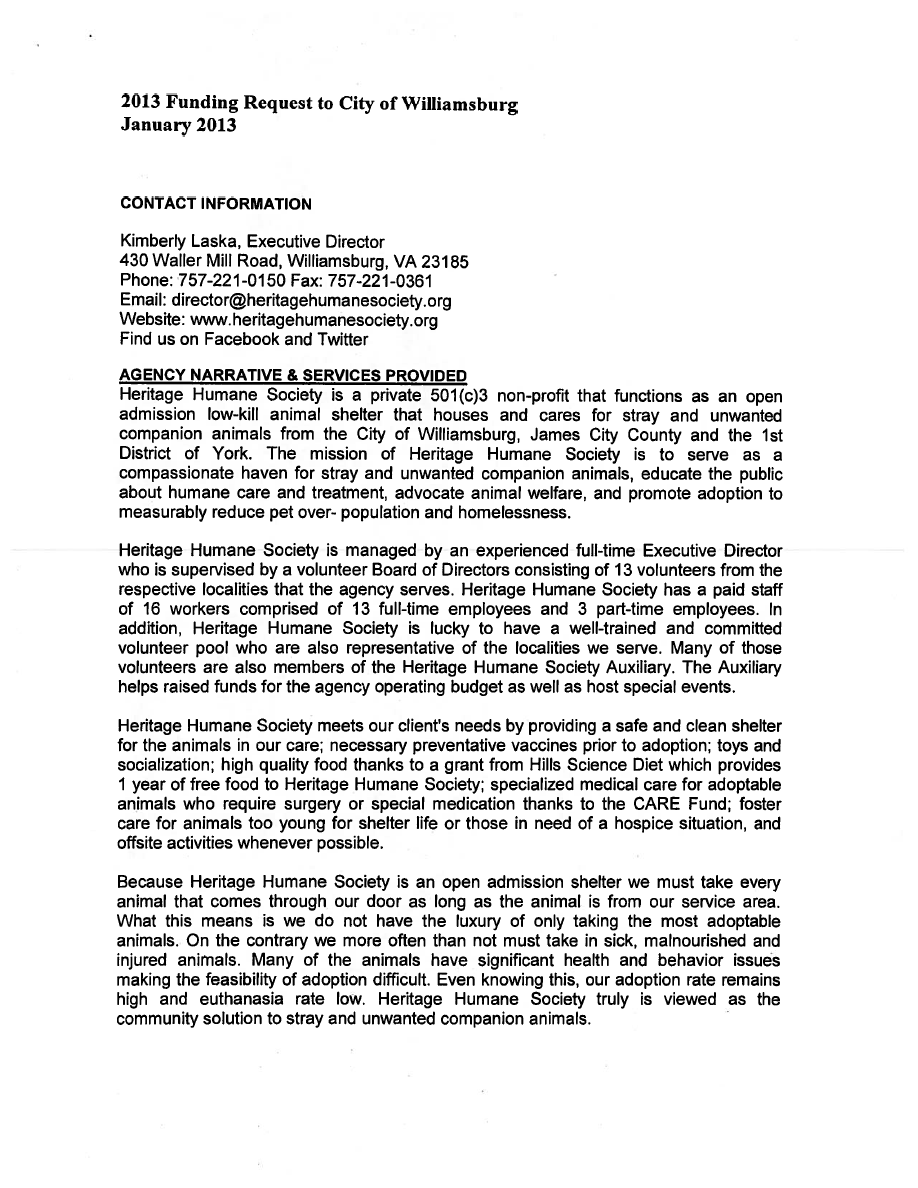 2013 Funding Request to City of Williamsburg
January 2013
CONTACT INFORMATION
Kimberly Laska, Executive Director
430 Waller Mill Road, Williamsburg, VA 23185
Phone: 757-221-0150 Fax: 757-221-0361
Email: director@heritagehumanesociety.org
Website: www.heritagehumanesociety.org
Find us on Facebook and Twitter
AGENCY NARRATIVE & SERVICES PROVIDED
Heritage Humane Society is a private 501(c)3 non-profit that functions as an open
admission low-kill animal shelter that houses and cares for stray and unwanted
companion animals from the City of Williamsburg, James City County and the 1st
District of York. The mission of Heritage Humane Society is to serve as a
compassionate haven for stray and unwanted companion animals, educate the public
about humane care and treatment, advocate animal welfare, and promote adoption to
measurably reduce pet over- population and homelessness.
Heritage Humane Society is managed by an experienced full-time Executive Director
who is supervised by a volunteer Board of Directors consisting of 13 volunteers from the
respective localities that the agency serves. Heritage Humane Society has a paid staff
of 16 workers comprised of 13 full-time employees and 3 part-time employees. In
addition, Heritage Humane Society is lucky to have a well-trained and committed
volunteer pool who are also representative of the localities we serve. Many of those
volunteers are also members of the Heritage Humane Society Auxiliary. The Auxiliary
helps raised funds for the agency operating budget as well as host special events.
Heritage Humane Society meets our client's needs by providing a safe and clean shelter
for the animals in our care; necessary preventative vaccines prior to adoption; toys and
socialization; high quality food thanks to a grant from Hills Science Diet which provides
1 year of free food to Heritage Humane Society; specialized medical care for adoptable
animals who require surgery or special medication thanks to the CARE Fund; foster
care for animals too young for shelter life or those in need of a hospice situation, and
offsite activities whenever possible.
Because Heritage Humane Society is an open admission shelter we must take every
animal that comes through our door as long as the animal is from our service area.
What this means is we do not have the luxury of only taking the most adoptable
animals. On the contrary we more often than not must take in sick, malnourished and
injured animals. Many of the animals have significant health and behavior issues
making the feasibility of adoption difficult. Even knowing this, our adoption rate remains
high and euthanasia rate low. Heritage Humane Society truly is viewed as the
community solution to stray and unwanted companion animals.